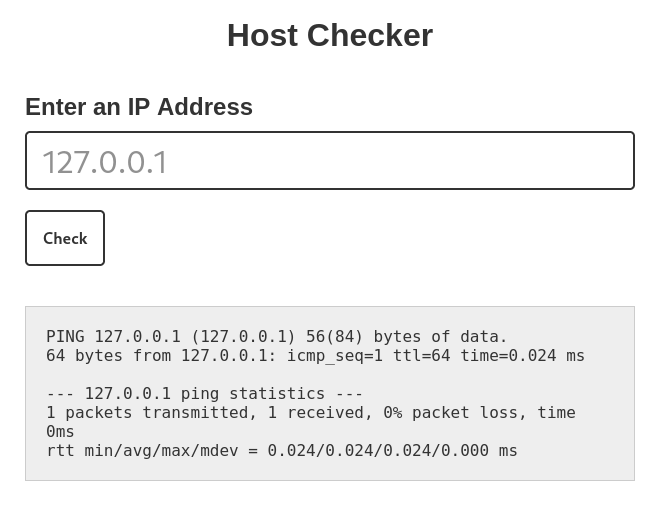 Host Checker
Enter an IP Address
127.0.0.1
Check
PING 127.0.0.1 (127.0.0.1) 56(84) bytes of data.
64 bytes from 127.0.0.1: icmp_seq=1 ttl=64 time=0.024 ms
--- 127.0.0.1 ping statistics ---
1 packets transmitted, 1 received, 0% packet loss, time
0ms
rtt min/avg/max/mdev = 0.024/0.024/0.024/0.000 ms